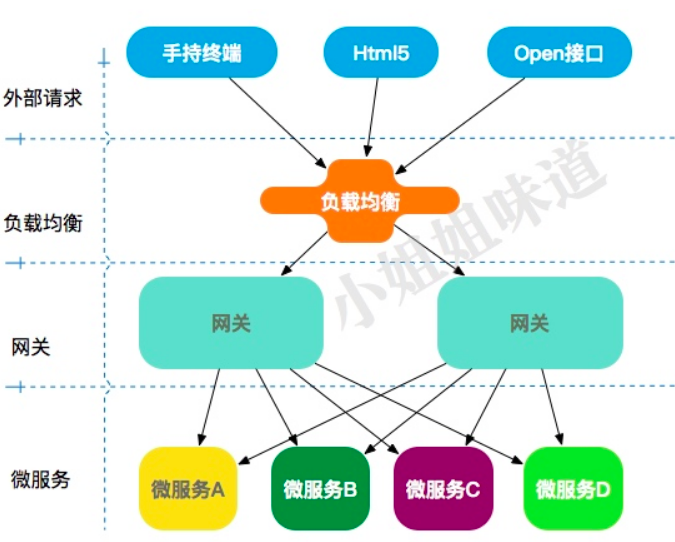 手持终端
Html5
Open接口
外部请求
负载均衡
负载均衡
小姐姐味道
网关
网关
网关
微服务
微服务A
微服务B
微服务C
微服务D